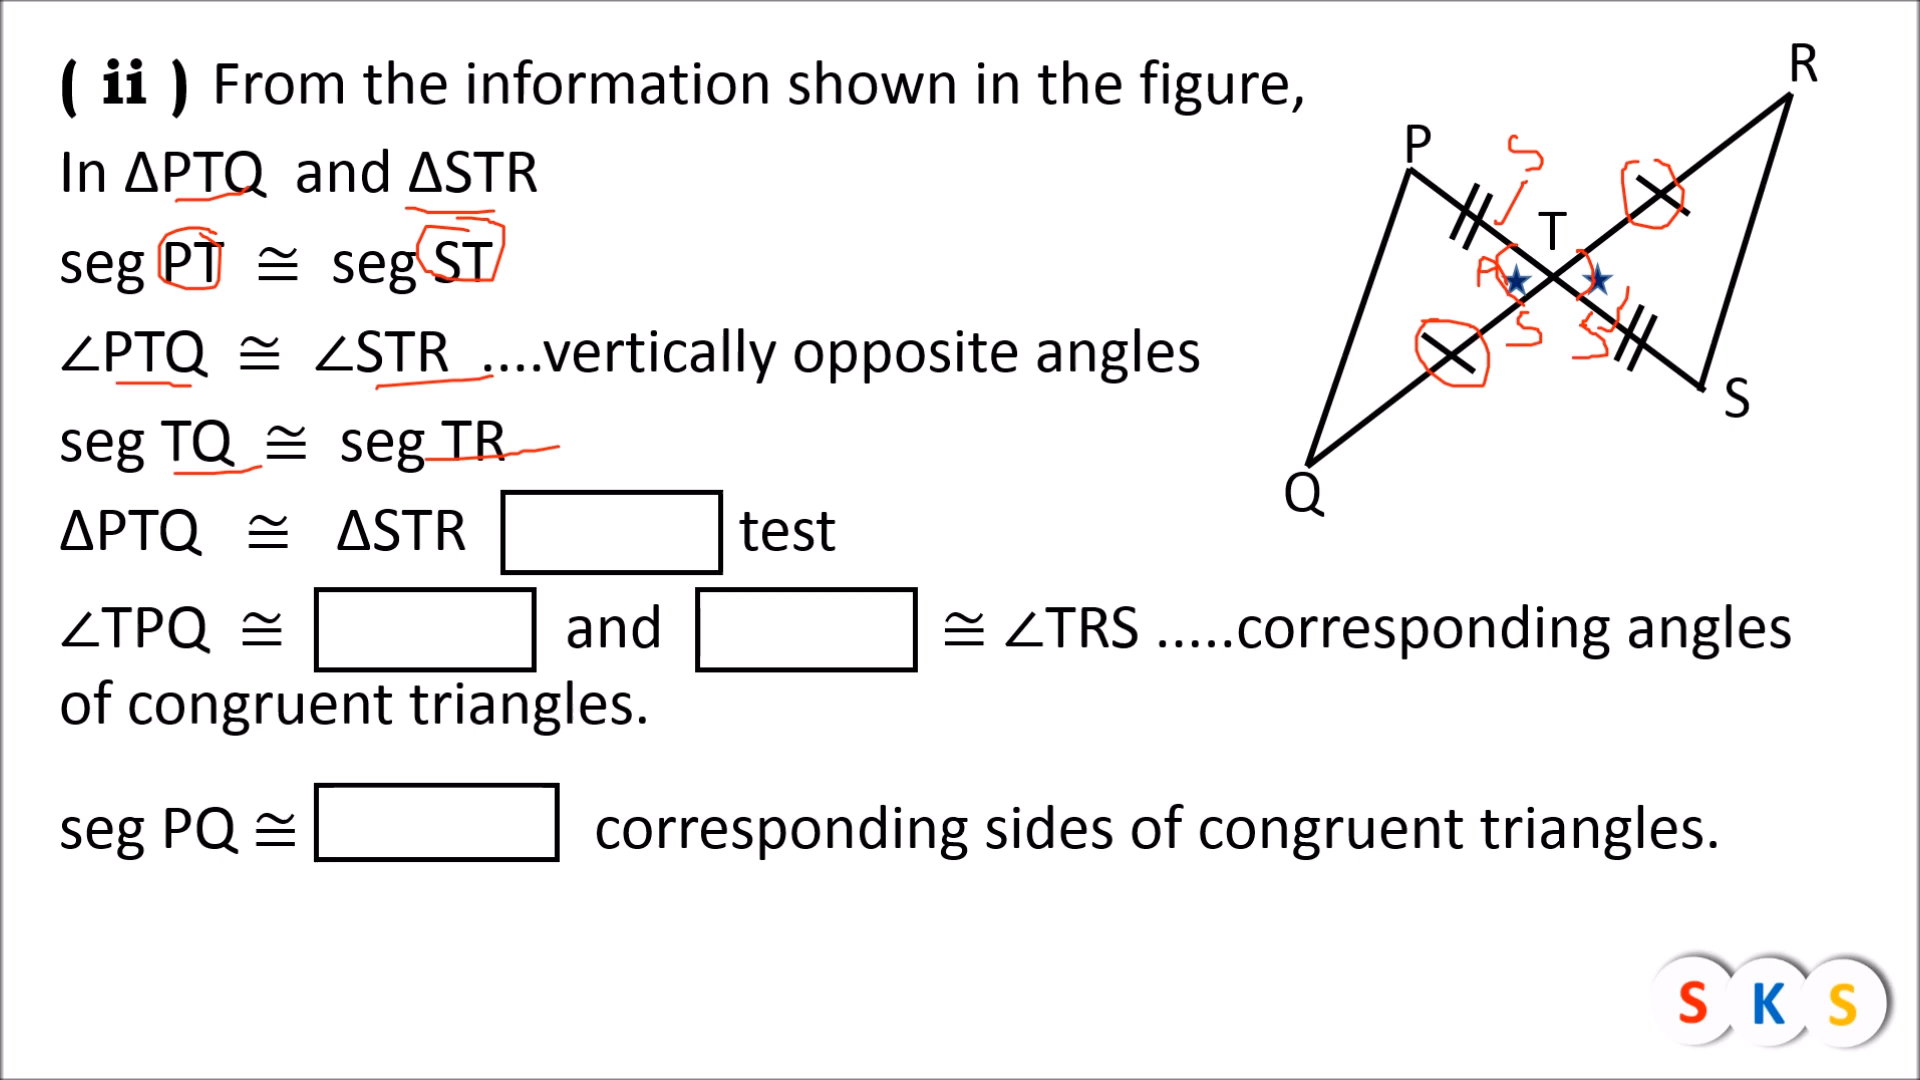 ( ii ) From the information shown in the figure,
In ΔPTQ and ΔSTR
seg PT ≅ seg ST
∠PTQ ≅ ∠STR ....vertically opposite angles
seg TQ ≅ seg TR
ΔPTQ ≅ ΔSTR test
∠TPQ ≅ and ≅ ∠TRS .....corresponding angles
of congruent triangles.
seg PQ ≅ corresponding sides of congruent triangles.
R
P
S
T
A
S
S
S
Q
S K S